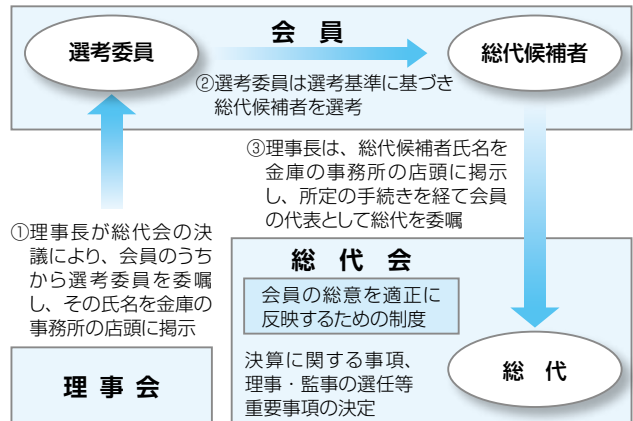 会 員
選考委員
総代候補者
②選考委員は選考基準に基づき
総代候補者を選考
③理事長は、総代候補者氏名を
金庫の事務所の店頭に掲示
し、所定の手続きを経て会員
の代表として総代を委嘱
①理事長が総代会の決
議により、会員のうち
から選考委員を委嘱
し、その氏名を金庫の
事務所の店頭に掲示
理 事 会
総 代 会
会員の総意を適正に
反映するための制度
決算に関する事項、
理事・監事の選任等
重要事項の決定
総 代